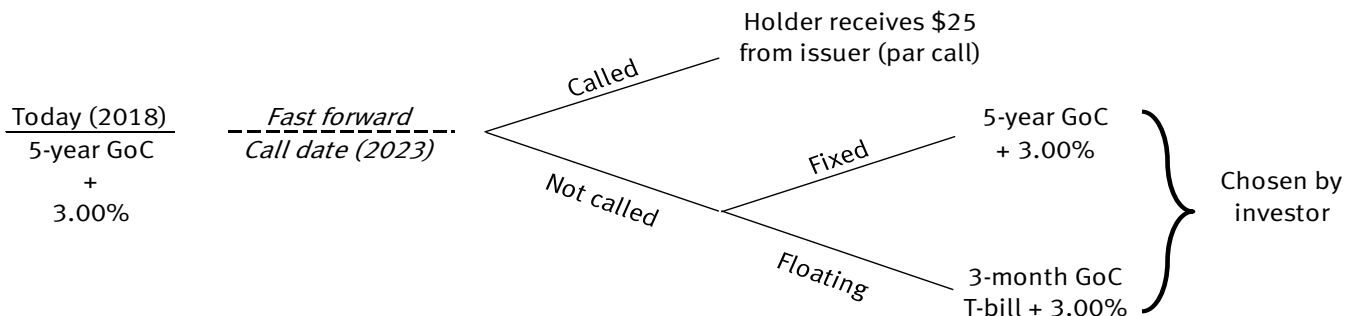 Today (2018)
5-year GoC
+
3.00%
Fast forward
Call date (2023)
Called
Holder receives $25
from issuer (par call)
Not called
Fixed
5-year GoC
+ 3.00%
Floating
3-month GoC
T-bill + 3.00%
Chosen by
investor